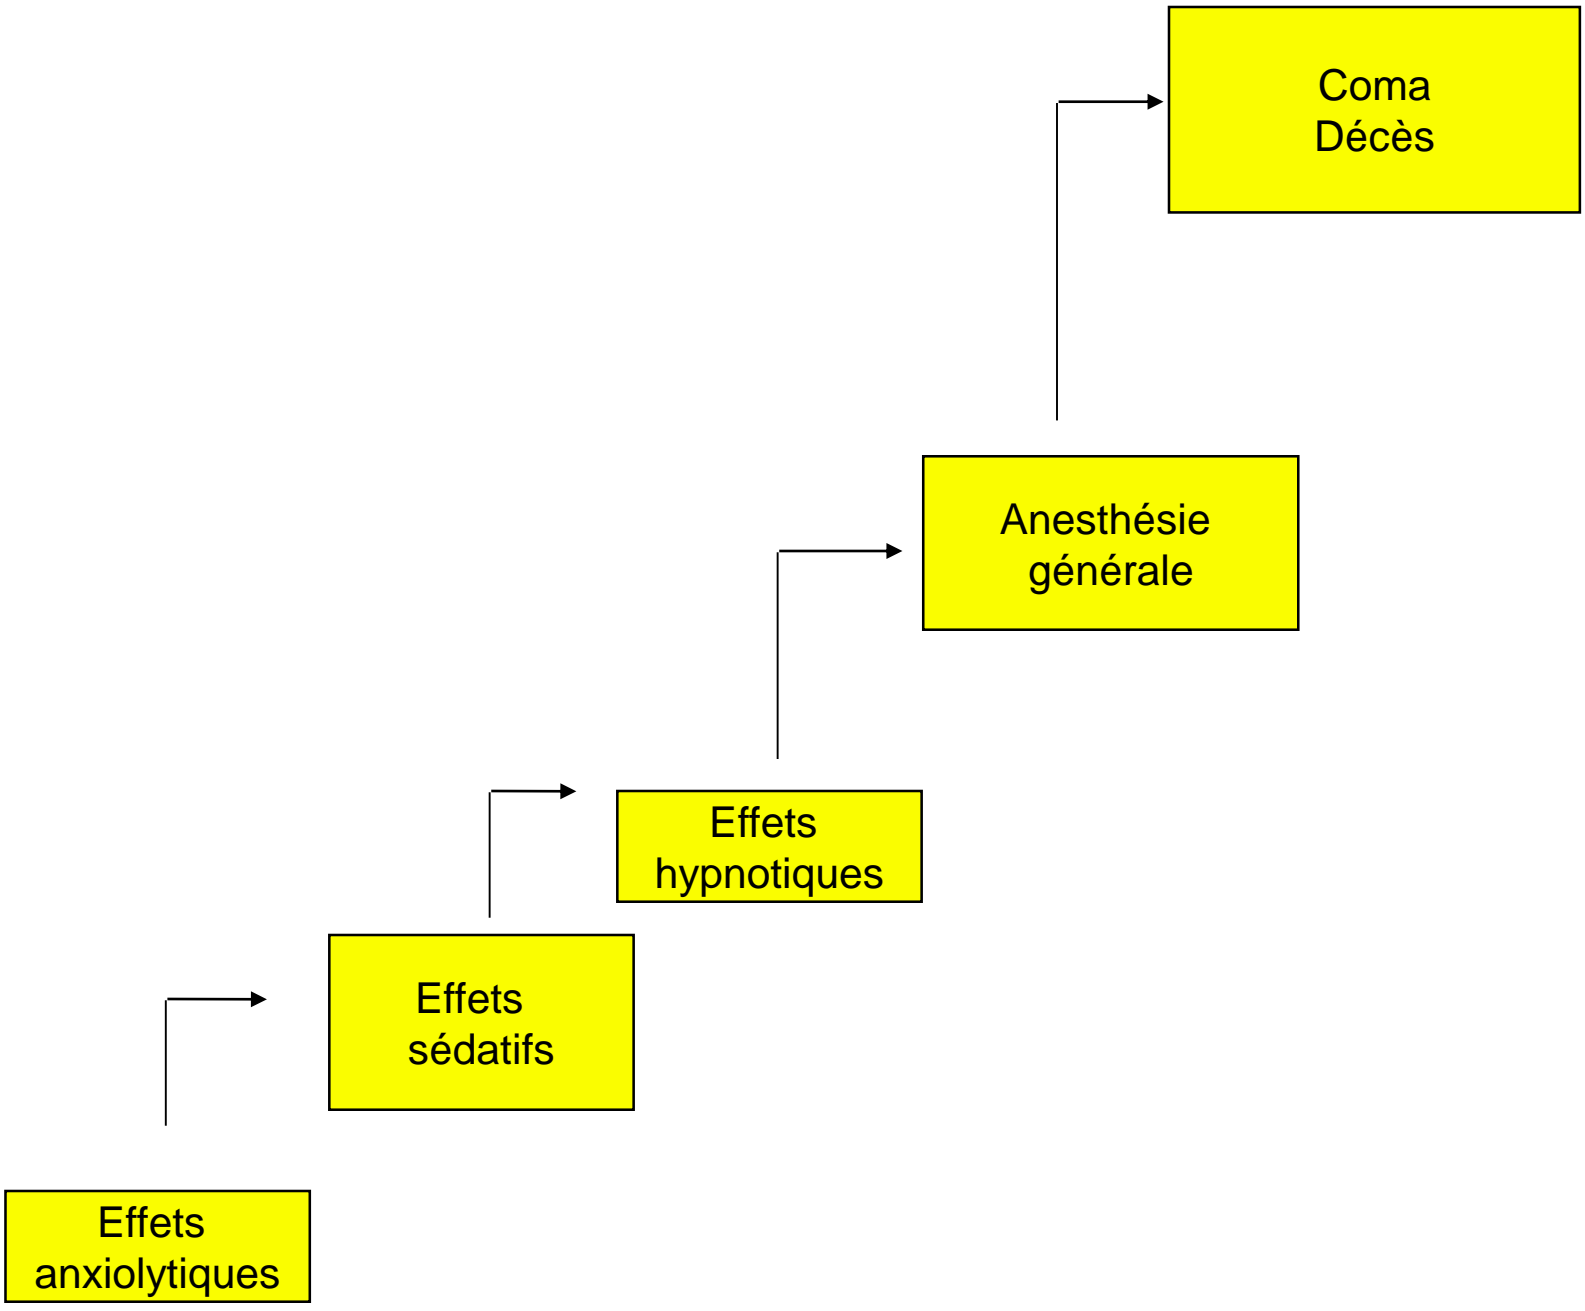 Coma
Décès
Anesthésie
générale
Effets
hypnotiques
Effets
sédatifs
Effets
anxiolytiques